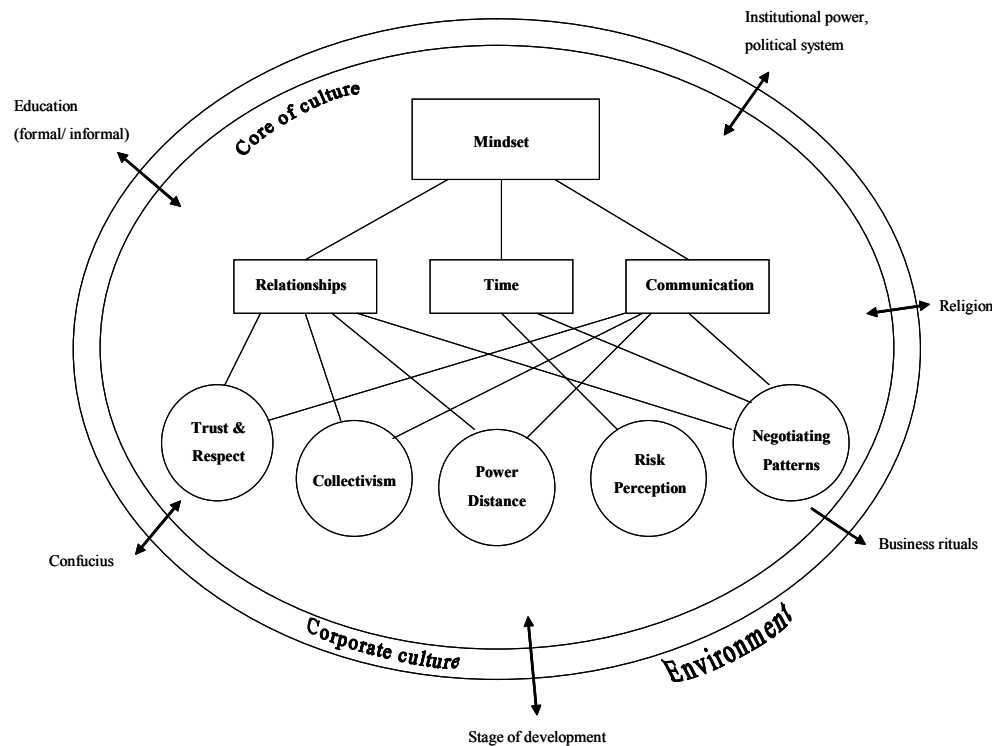 Institutional power,
political system
Education
(formal/ informal)
Core of culture
Mindset
Relationships
Time
Communication
Religion
Trust &
Respect
Collectivism
Power
Distance
Risk
Perception
Negotiating
Patterns
Confucius
Business rituals
Corporate culture
Environment
Stage of development